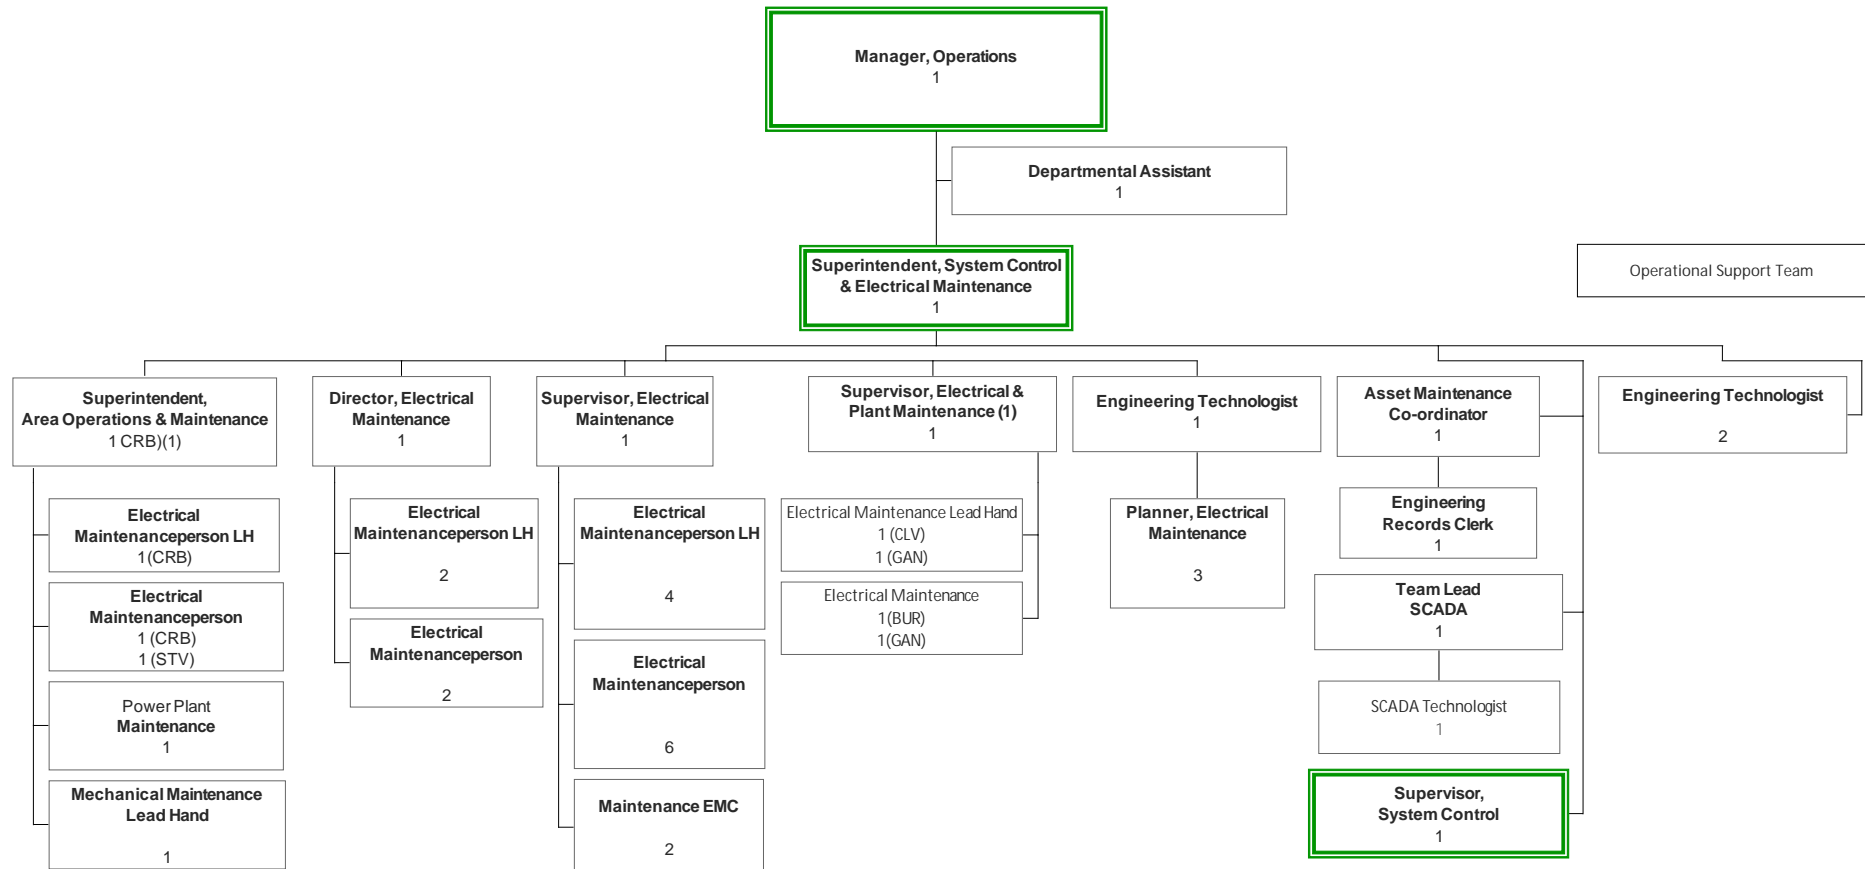 Manager, Operations
1
Departmental Assistant
1
Superintendent, System Control
& Electrical Maintenance
1
Operational Support Team
Superintendent,
Area Operations & Maintenance
1 CRB)(1)
Electrical
Maintenanceperson LH
1 (CRB)
Electrical
Maintenanceperson
1 (CRB)
1 (STV)
Power Plant
Maintenance
1
Mechanical Maintenance
Lead Hand
1
Director, Electrical
Maintenance
1
Electrical
Maintenanceperson LH
2
Electrical
Maintenanceperson
2
Supervisor, Electrical
Maintenance
1
Electrical
Maintenanceperson LH
4
Electrical
Maintenanceperson
6
Maintenance EMC
2
Supervisor, Electrical &
Plant Maintenance (1)
1
Electrical Maintenance Lead Hand
1 (CLV)
1 (GAN)
Electrical Maintenance
1 (BUR)
1 (GAN)
Engineering Technologist
1
Planner, Electrical
Maintenance
3
Asset Maintenance
Co-ordinator
1
Engineering
Records Clerk
1
Team Lead
SCADA
1
SCADA Technologist
1
Supervisor,
System Control
1
Engineering Technologist
2